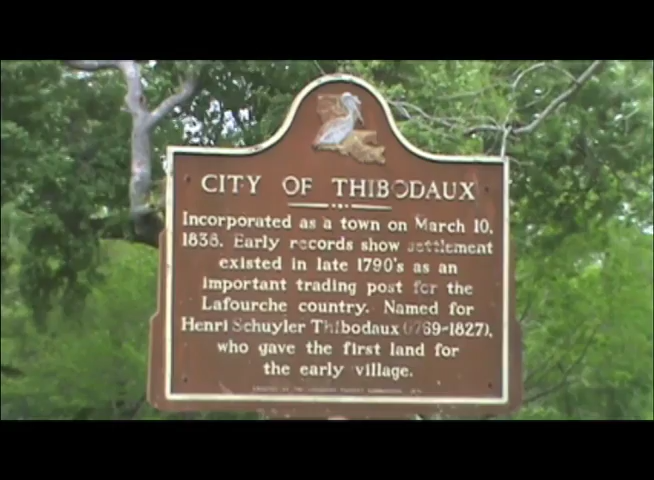 CITY OF THIBODAUX
Incorporated as a town on March 10,
1838. Early records show settlement
existed in late 1790's as an
important trading post for the
Lafourche country. Named for
Henri Schuyler Thibodaux (1769-1827),
who gave the first land for
the early village.